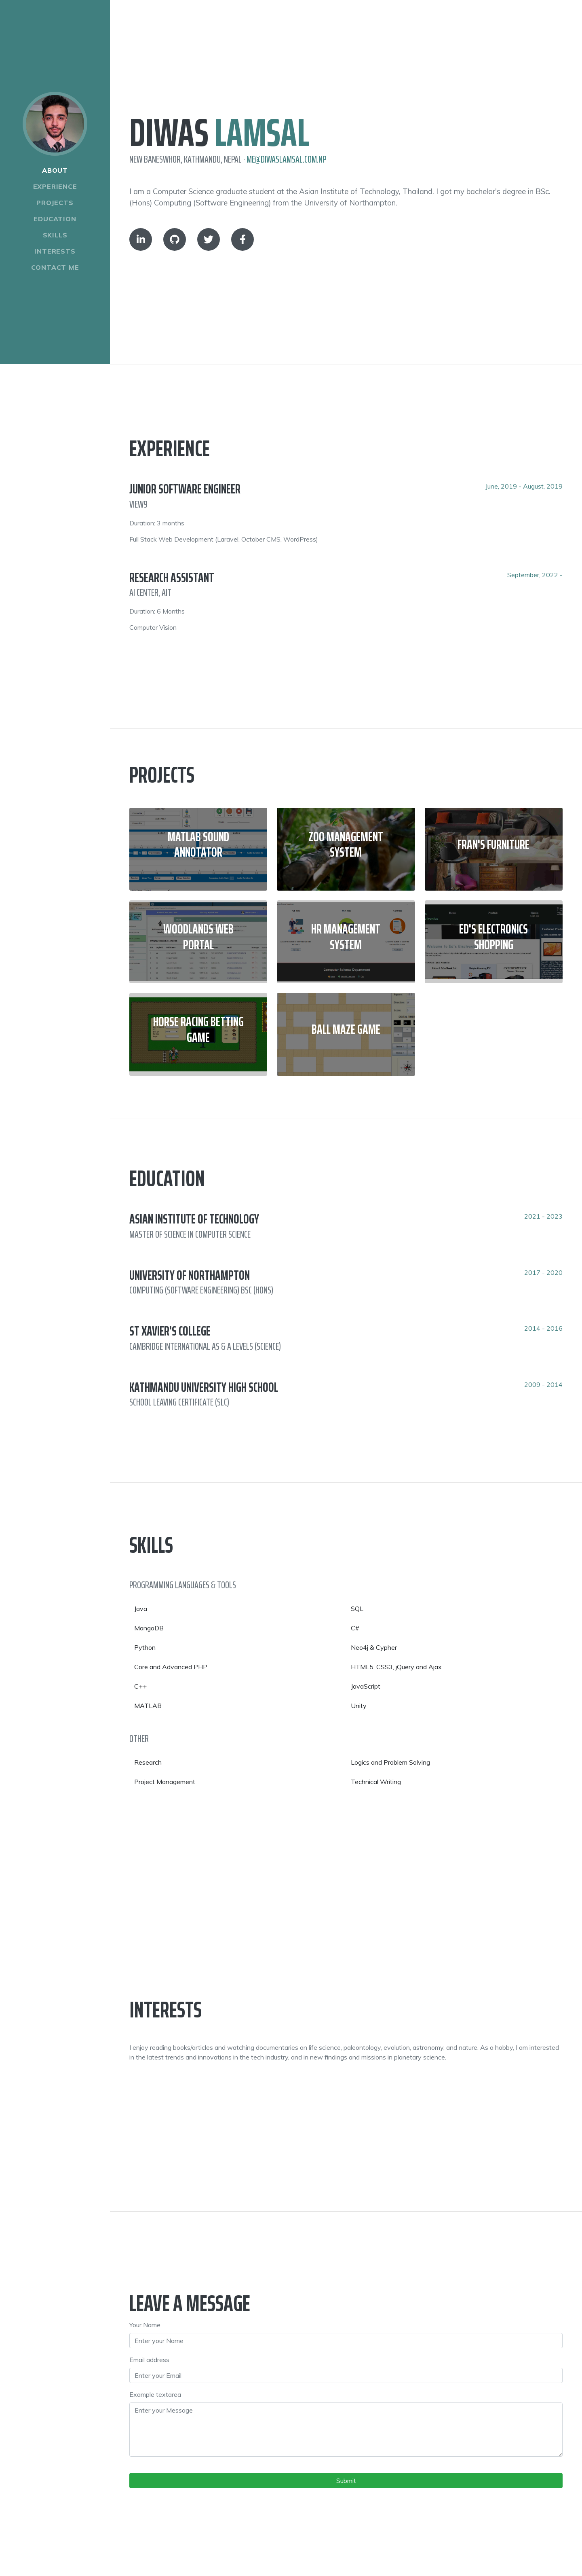 ABOUT
EXPERIENCE
PROJECTS
EDUCATION
SKILLS
INTERESTS
CONTACT ME
DIWAS LAMSAL
NEW BANESWHOR, KATHMANDU, NEPAL · ME@DIWASLAMSAL.COM.NP
I am a Computer Science graduate student at the Asian Institute of Technology, Thailand. I got my bachelor's degree in BSc.
(Hons) Computing (Software Engineering) from the University of Northampton.
EXPERIENCE
JUNIOR SOFTWARE ENGINEER
June, 2019 - August, 2019
VIEW9
Duration: 3 months
Full Stack Web Development (Laravel, October CMS, WordPress)
RESEARCH ASSISTANT
September, 2022 -
AI CENTER, AIT
Duration: 6 Months
Computer Vision
PROJECTS
MATLAB SOUND
ANNOTATOR
ZOO MANAGEMENT
SYSTEM
FRAN'S FURNITURE
WOODLANDS WEB
PORTAL
HR MANAGEMENT
SYSTEM
Computer Science Department
ED'S ELECTRONICS
SHOPPING
HORSE RACING BETTING
GAME
BALL MAZE GAME
EDUCATION
ASIAN INSTITUTE OF TECHNOLOGY
2021 - 2023
MASTER OF SCIENCE IN COMPUTER SCIENCE
UNIVERSITY OF NORTHAMPTON
2017 - 2020
COMPUTING (SOFTWARE ENGINEERING) BSC (HONS)
ST XAVIER'S COLLEGE
2014 - 2016
CAMBRIDGE INTERNATIONAL AS & A LEVELS (SCIENCE)
KATHMANDU UNIVERSITY HIGH SCHOOL
2009 - 2014
SCHOOL LEAVING CERTIFICATE (SLC)
SKILLS
PROGRAMMING LANGUAGES & TOOLS
Java
SQL
MongoDB
C#
Python
Neo4j & Cypher
Core and Advanced PHP
HTML5, CSS3, jQuery and Ajax
C++
JavaScript
MATLAB
Unity
OTHER
Research
Logics and Problem Solving
Project Management
Technical Writing
INTERESTS
I enjoy reading books/articles and watching documentaries on life science, paleontology, evolution, astronomy, and nature. As a hobby, I am interested
in the latest trends and innovations in the tech industry, and in new findings and missions in planetary science.
LEAVE A MESSAGE
Your Name
Enter your Name
Email address
Enter your Email
Example textarea
Enter your Message
Submit